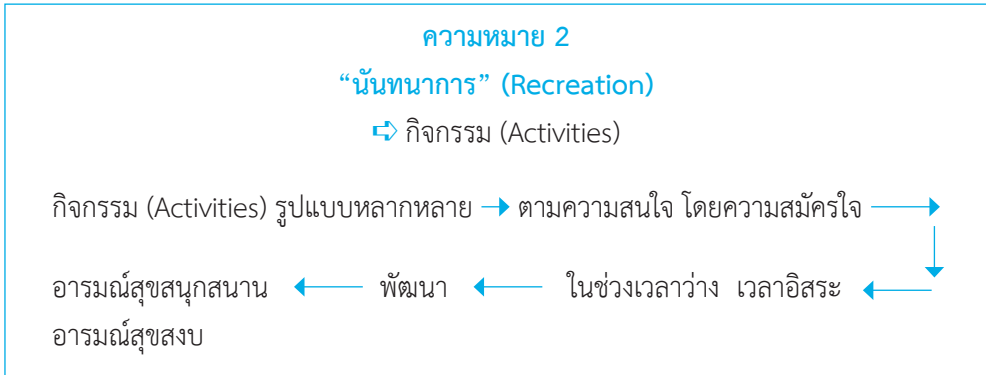 ความหมาย 2
“นันทนาการ” (Recreation)
➪ กิจกรรม (Activities)
กิจกรรม (Activities) รูปแบบหลากหลาย → ตามความสนใจ โดยความสมัครใจ →
อารมณ์สุขสนุกสนาน ← พัฒนา ← ในช่วงเวลาว่าง เวลาอิสระ ←
อารมณ์สุขสงบ